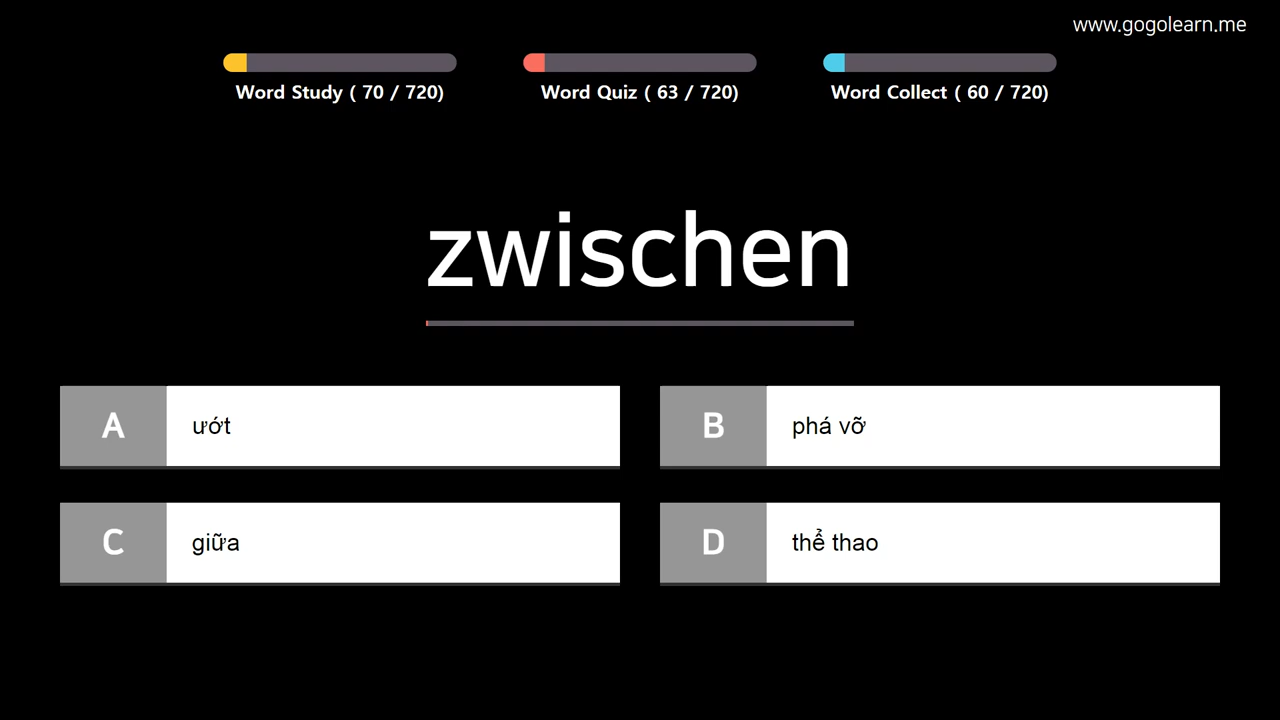 www.gogolearn.me
Word Study ( 70 / 720)
Word Quiz ( 63 / 720)
Word Collect ( 60 / 720)
zwischen
A ướt
B phá vỡ
C giữa
D thể thao